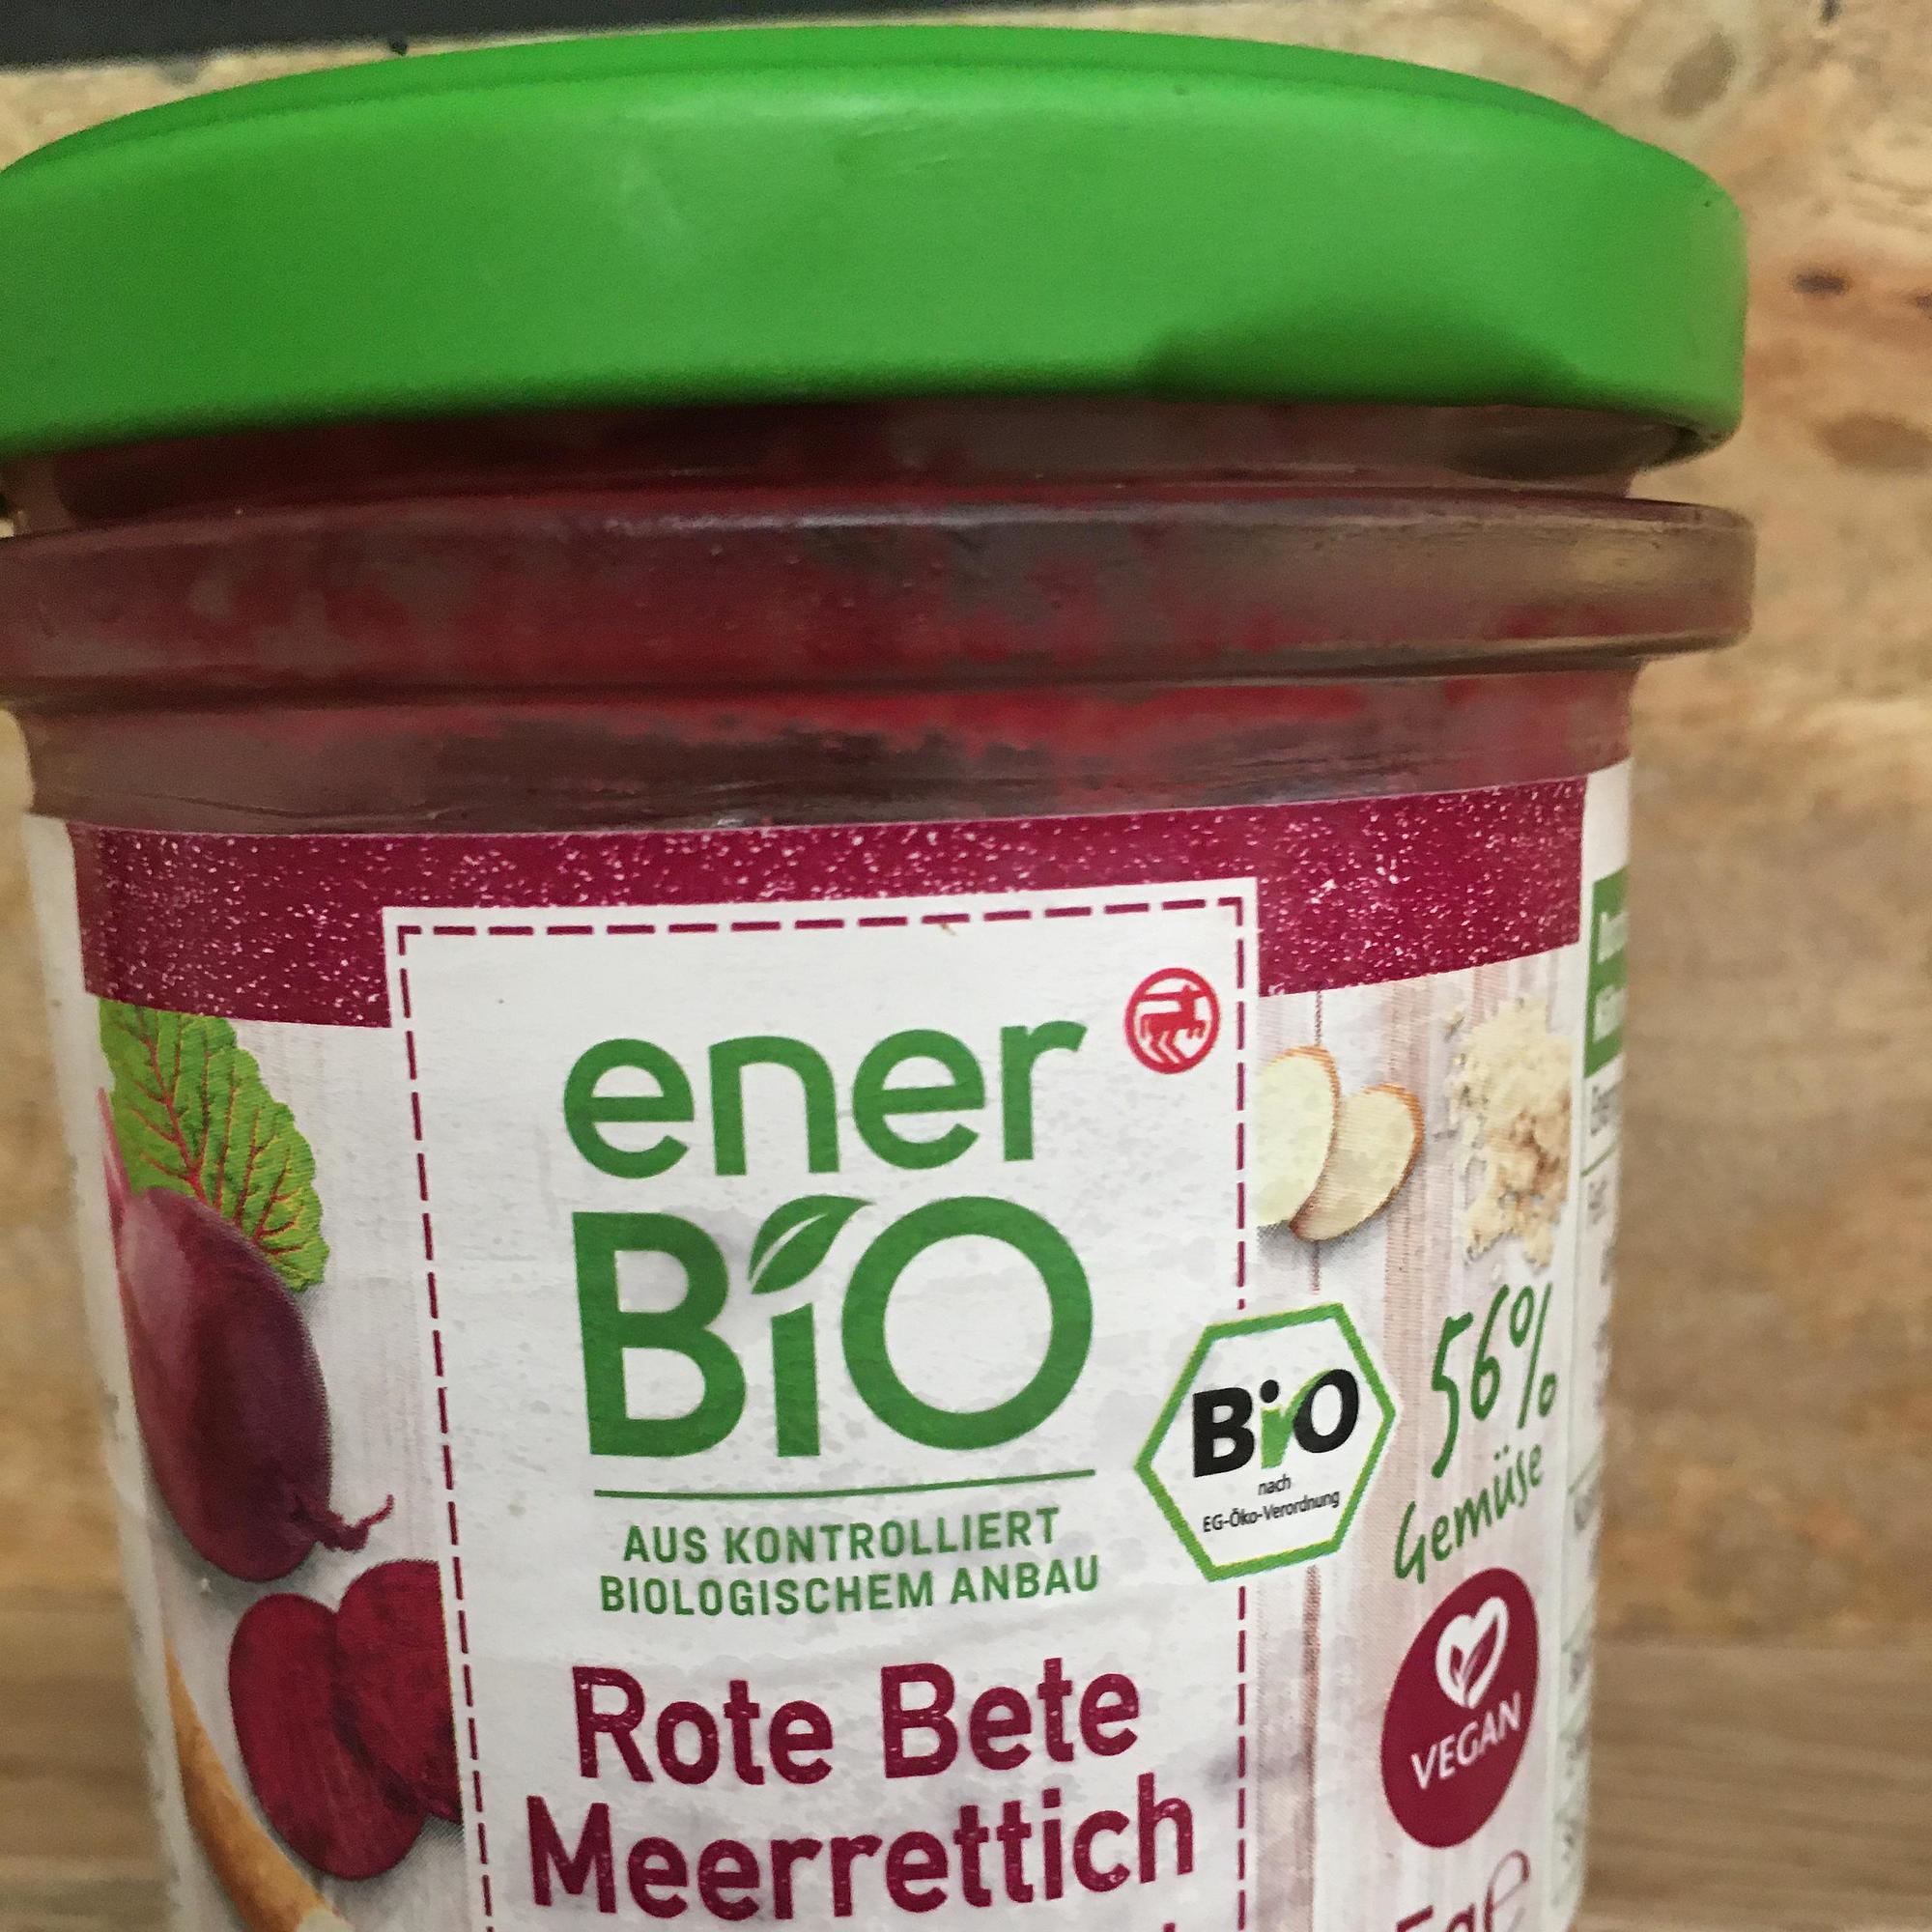 ener
BiO
AUS KONTROLLIERT
BIOLOGISCHEM ANBAU
Rote Bete
Meerrettich
BiO
nach
EG-Öko-Verordnung
56%
Gemüse
VEGAN